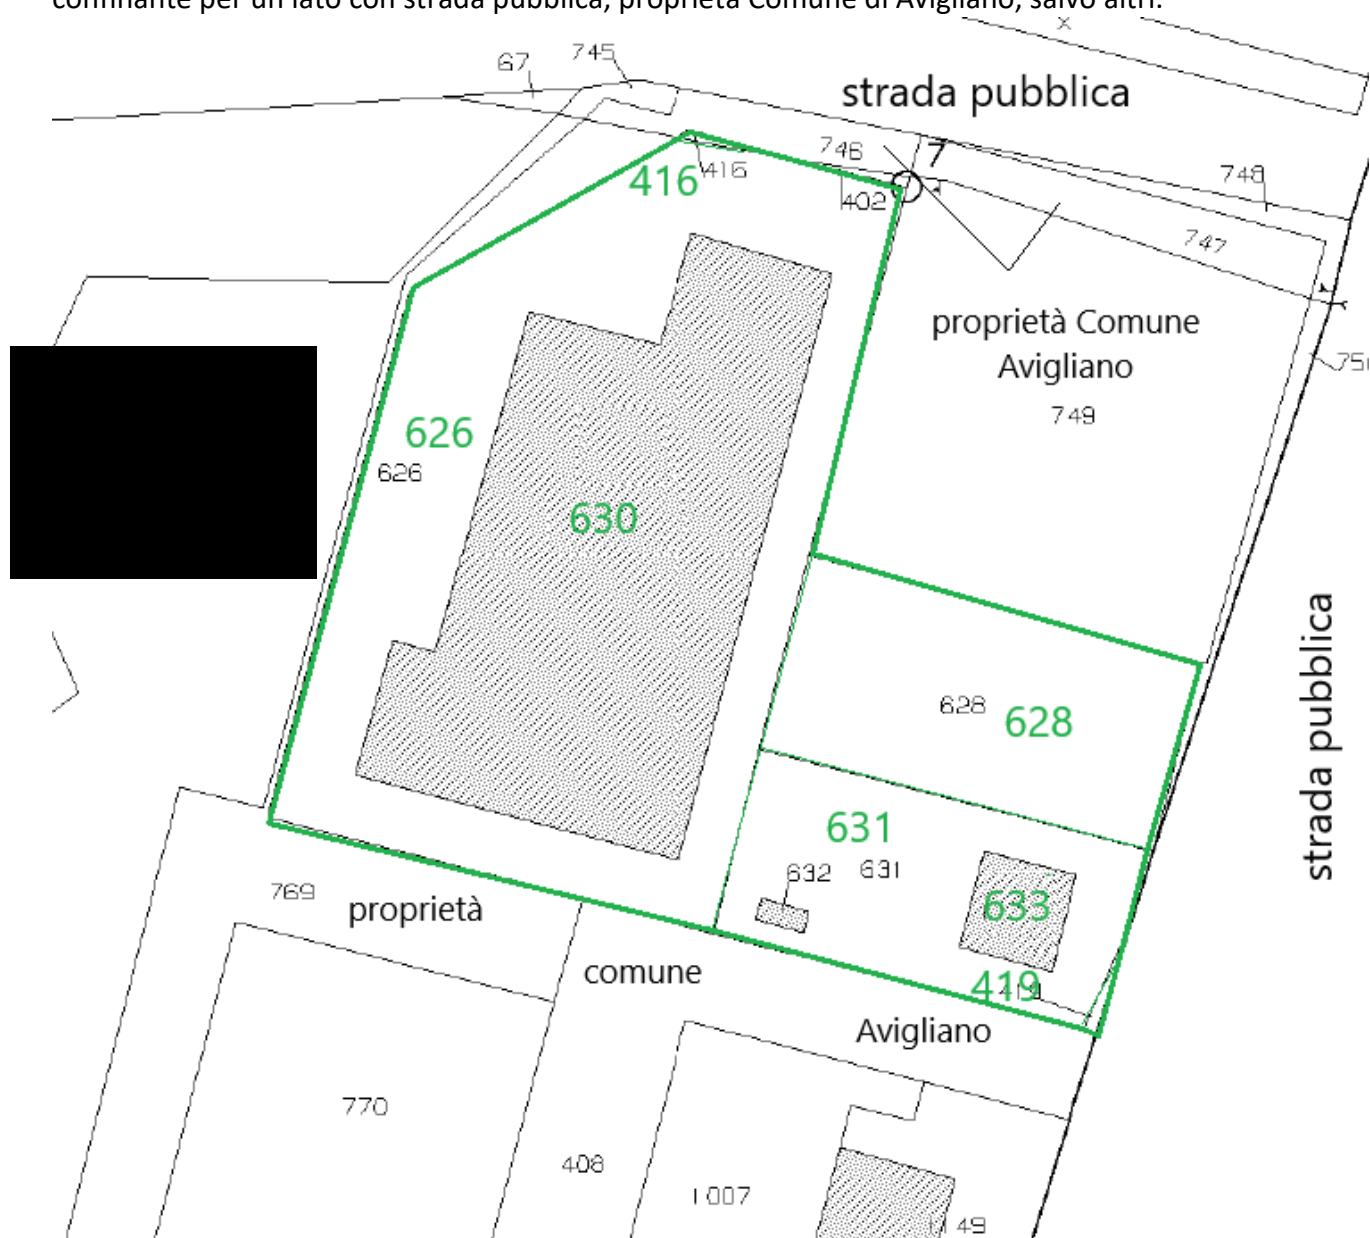 confinante per un lato con strada pubblica, proprietà Comune di Avigliano, salvo altri.
x
745
67
strada pubblica
746
7
416
416
748
402
747
proprietà Comune
Avigliano
749
626
626
630
628
628
strada pubblica
631
632
631
633
769
proprietà
comune
419
Avigliano
770
408
1007